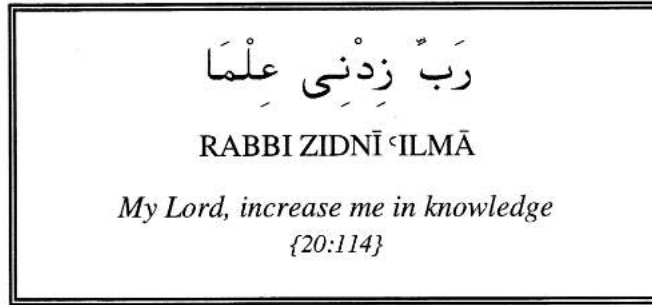 رَبِّ زِدْنِي عِلْمَا
RABBI ZIDNĪ ʿILMĀ
My Lord, increase me in knowledge
{20:114}